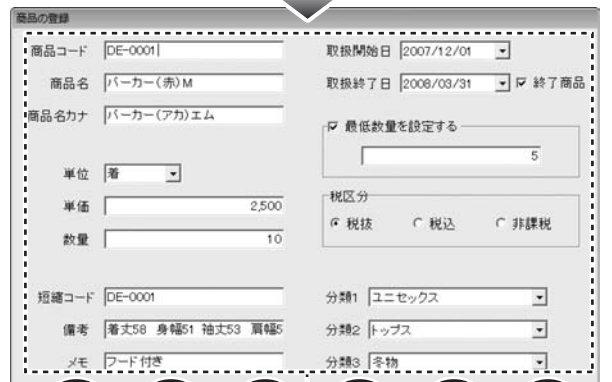 商品の登録
商品コード DE-0001 取扱開始日 2007/12/01
商品名 パーカー(赤)M 取扱終了日 2008/03/31 終了商品
商品名カナ パーカー(アカ)エム 最低数量を設定する
5
単位 着
単価 2,500 税区分
数量 10 税抜 税込 非課税
短縮コード DE-0001 分類1 ユニセックス
備考 着丈58 身幅51 袖丈53 肩幅5 分類2 トップス
メモ フード付き 分類3 冬物